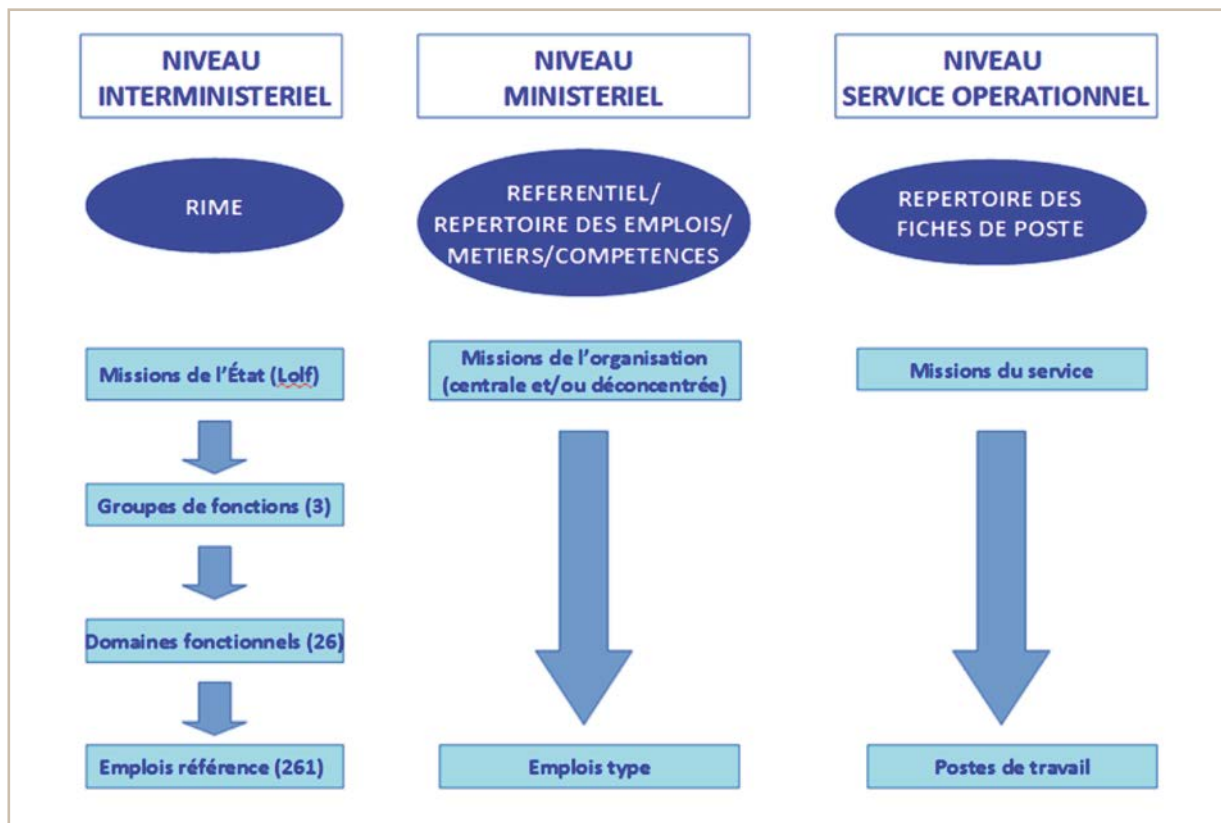 NIVEAU
INTERMINISTERIEL
RIME
Missions de l'État (Lolf)
Groupes de fonctions (3)
Domaines fonctionnels (26)
Emplois référence (261)
NIVEAU
MINISTERIEL
REFERENTIEL/
REPERTOIRE DES EMPLOIS/
METIERS/COMPETENCES
Missions de l'organisation
(centrale et/ou déconcentrée)
Emplois type
NIVEAU
SERVICE OPERATIONNEL
REPERTOIRE DES
FICHES DE POSTE
Missions du service
Postes de travail